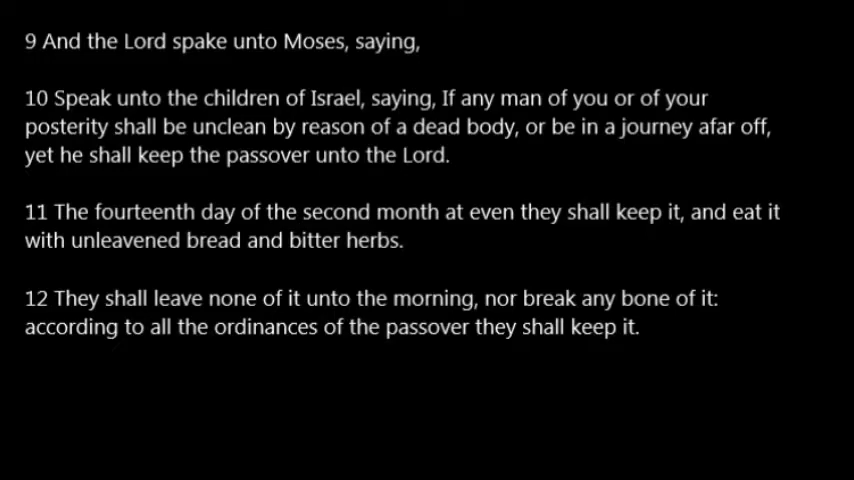 9 And the Lord spake unto Moses, saying,
10 Speak unto the children of Israel, saying, If any man of you or of your
posterity shall be unclean by reason of a dead body, or be in a journey afar off,
yet he shall keep the passover unto the Lord.
11 The fourteenth day of the second month at even they shall keep it, and eat it
with unleavened bread and bitter herbs.
12 They shall leave none of it unto the morning, nor break any bone of it:
according to all the ordinances of the passover they shall keep it.